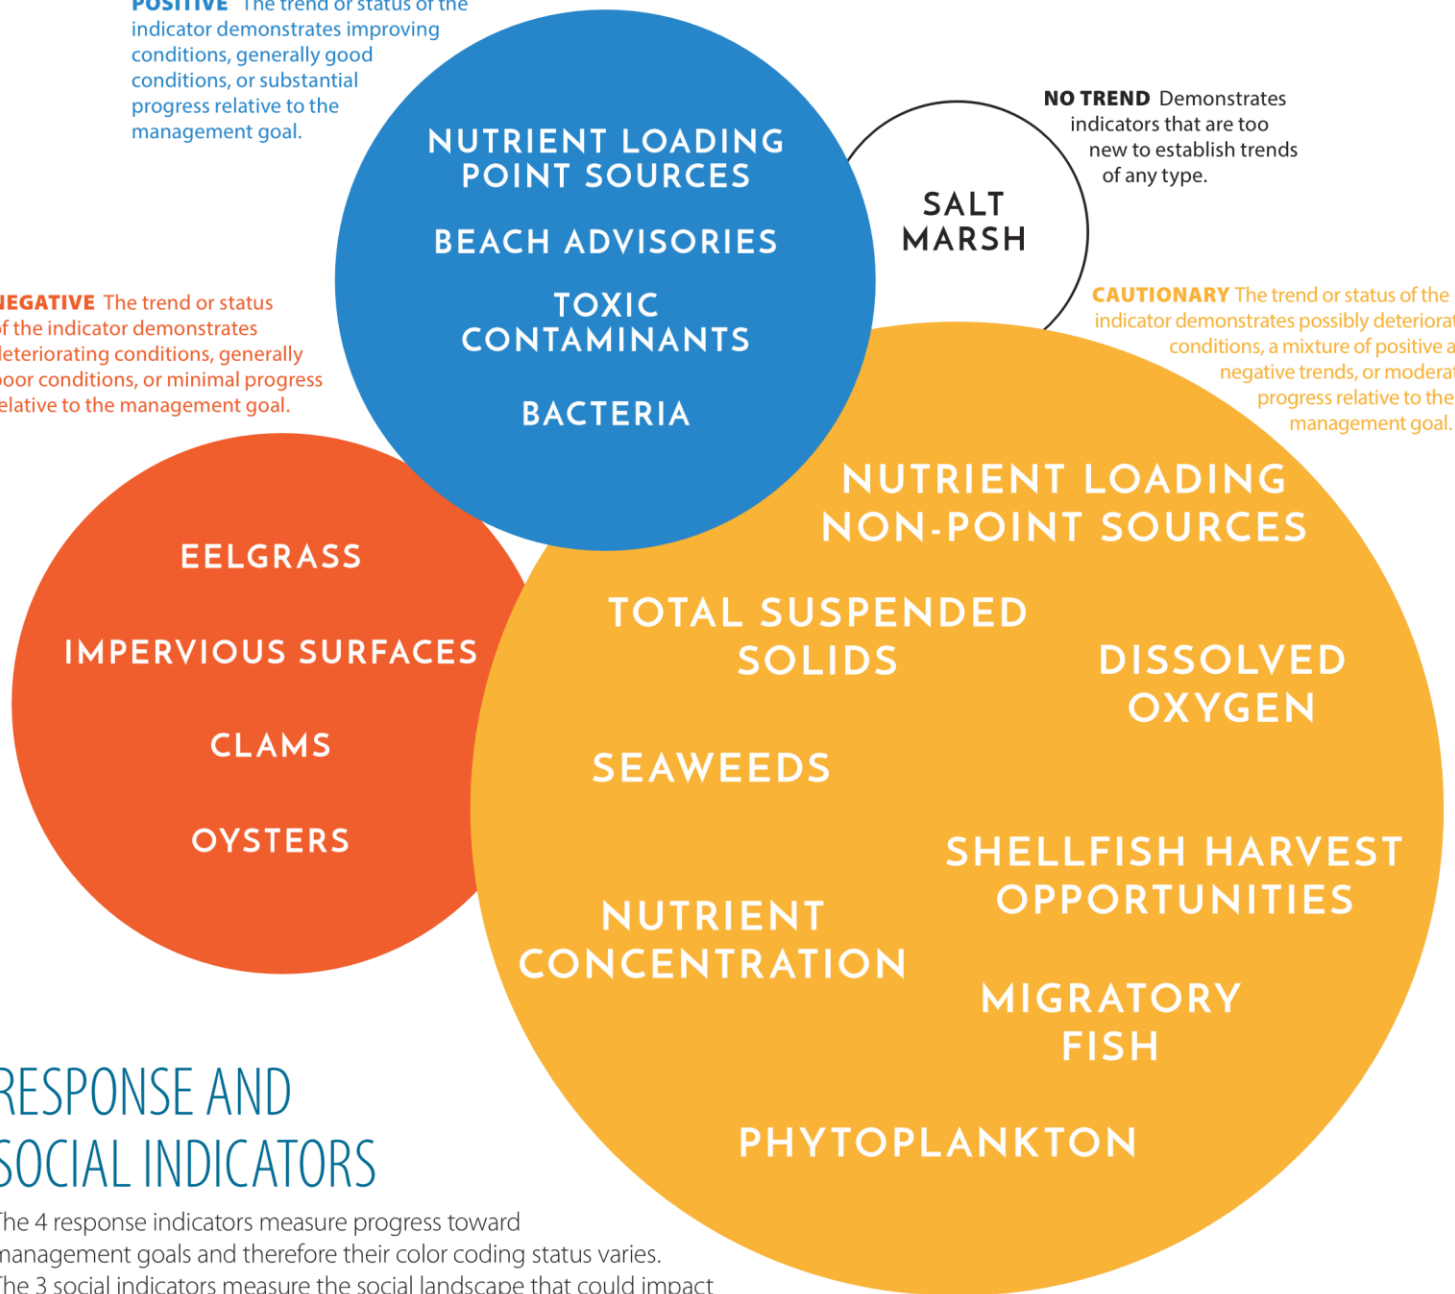 POSITIVE The trend or status of the
indicator demonstrates improving
conditions, generally good
conditions, or substantial
progress relative to the
management goal.
NUTRIENT LOADING
POINT SOURCES
BEACH ADVISORIES
TOXIC
CONTAMINANTS
BACTERIA
NO TREND Demonstrates
indicators that are too
new to establish trends
of any type.
SALT
MARSH
NEGATIVE The trend or status
of the indicator demonstrates
deteriorating conditions, generally
poor conditions, or minimal progress
relative to the management goal.
EELGRASS
IMPERVIOUS SURFACES
CLAMS
OYSTERS
CAUTIONARY The trend or status of the
indicator demonstrates possibly deteriorat
conditions, a mixture of positive a
negative trends, or moderat
progress relative to the
management goal.
NUTRIENT LOADING
NON-POINT SOURCES
TOTAL SUSPENDED
SOLIDS
DISSOLVED
OXYGEN
SEAWEEDS
SHELLFISH HARVEST
OPPORTUNITIES
NUTRIENT
CONCENTRATION
MIGRATORY
FISH
PHYTOPLANKTON
RESPONSE AND
SOCIAL INDICATORS
The 4 response indicators measure progress toward
management goals and therefore their color coding status varies.
The 3 social indicators measure the social landscape that could impact